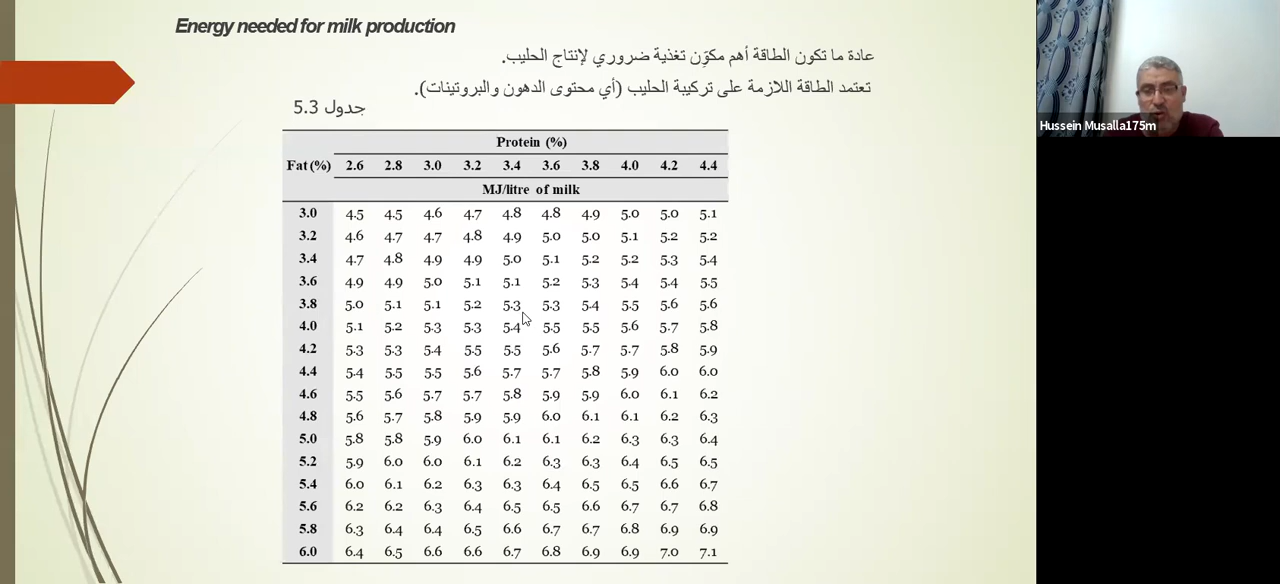 Energy needed for milk production
عادة ما تكون الطاقة أهم مكوّن تغذية ضروري لإنتاج الحليب.
تعتمد الطاقة اللازمة على تركيبة الحليب (أي محتوى الدهون والبروتينات).
جدول 5.3
Protein (%)
Fat (%) 2.6 2.8 3.0 3.2 3.4 3.6 3.8 4.0 4.2 4.4
MJ/litre of milk
3.0 4.5 4.5 4.6 4.7 4.8 4.8 4.9 5.0 5.0 5.1
3.2 4.6 4.7 4.7 4.8 4.9 5.0 5.0 5.1 5.2 5.2
3.4 4.7 4.8 4.9 4.9 5.0 5.1 5.2 5.2 5.3 5.4
3.6 4.9 4.9 5.0 5.1 5.1 5.2 5.3 5.4 5.4 5.5
3.8 5.0 5.1 5.1 5.2 5.3 5.3 5.4 5.5 5.6 5.6
4.0 5.1 5.2 5.3 5.3 5.4 5.5 5.5 5.6 5.7 5.8
4.2 5.3 5.3 5.4 5.5 5.5 5.6 5.7 5.7 5.8 5.9
4.4 5.4 5.5 5.5 5.6 5.7 5.7 5.8 5.9 6.0 6.0
4.6 5.5 5.6 5.7 5.7 5.8 5.9 5.9 6.0 6.1 6.2
4.8 5.6 5.7 5.8 5.9 5.9 6.0 6.1 6.1 6.2 6.3
5.0 5.8 5.8 5.9 6.0 6.1 6.1 6.2 6.3 6.3 6.4
5.2 5.9 6.0 6.0 6.1 6.2 6.3 6.3 6.4 6.5 6.5
5.4 6.0 6.1 6.2 6.3 6.3 6.4 6.5 6.5 6.6 6.7
5.6 6.2 6.2 6.3 6.4 6.5 6.5 6.6 6.7 6.7 6.8
5.8 6.3 6.4 6.4 6.5 6.6 6.7 6.7 6.8 6.9 6.9
6.0 6.4 6.5 6.6 6.6 6.7 6.8 6.9 6.9 7.0 7.1
Hussein Musalla175m